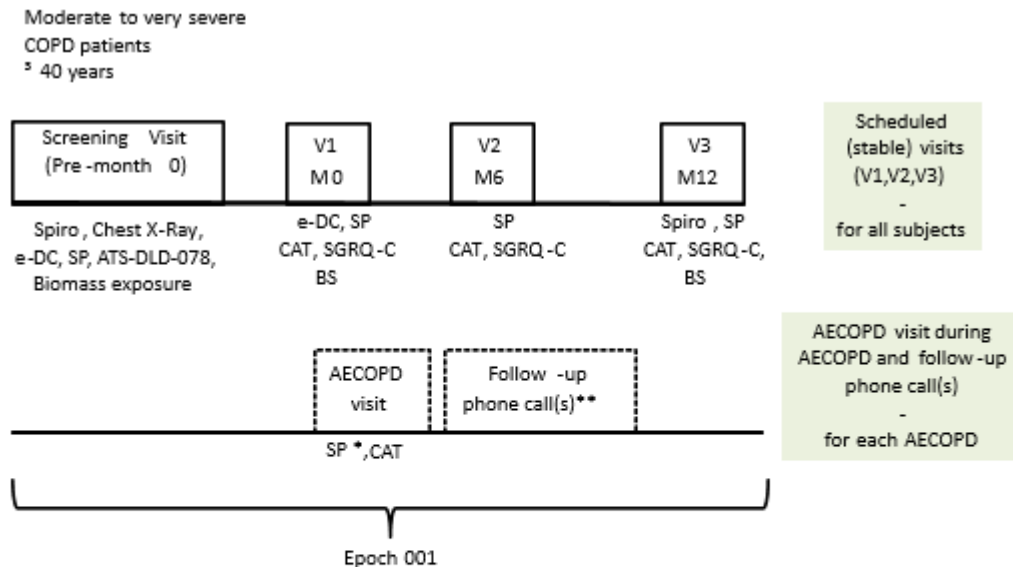 Moderate to very severe
COPD patients
³ 40 years
Screening Visit
(Pre-month 0)
V1
M0
V2
M6
V3
M12
Scheduled
(stable) visits
(V1,V2,V3)
-
for all subjects
Spiro, Chest X-Ray,
e-DC, SP, ATS-DLD-078,
Biomass exposure
e-DC, SP
CAT, SGRQ-C
BS
SP
CAT, SGRQ-C
Spiro, SP
CAT, SGRQ-C,
BS
AECOPD
visit
Follow-up
phone call(s)**
SP *,CAT
AECOPD visit during
AECOPD and follow-up
phone call(s)
-
for each AECOPD
Epoch 001